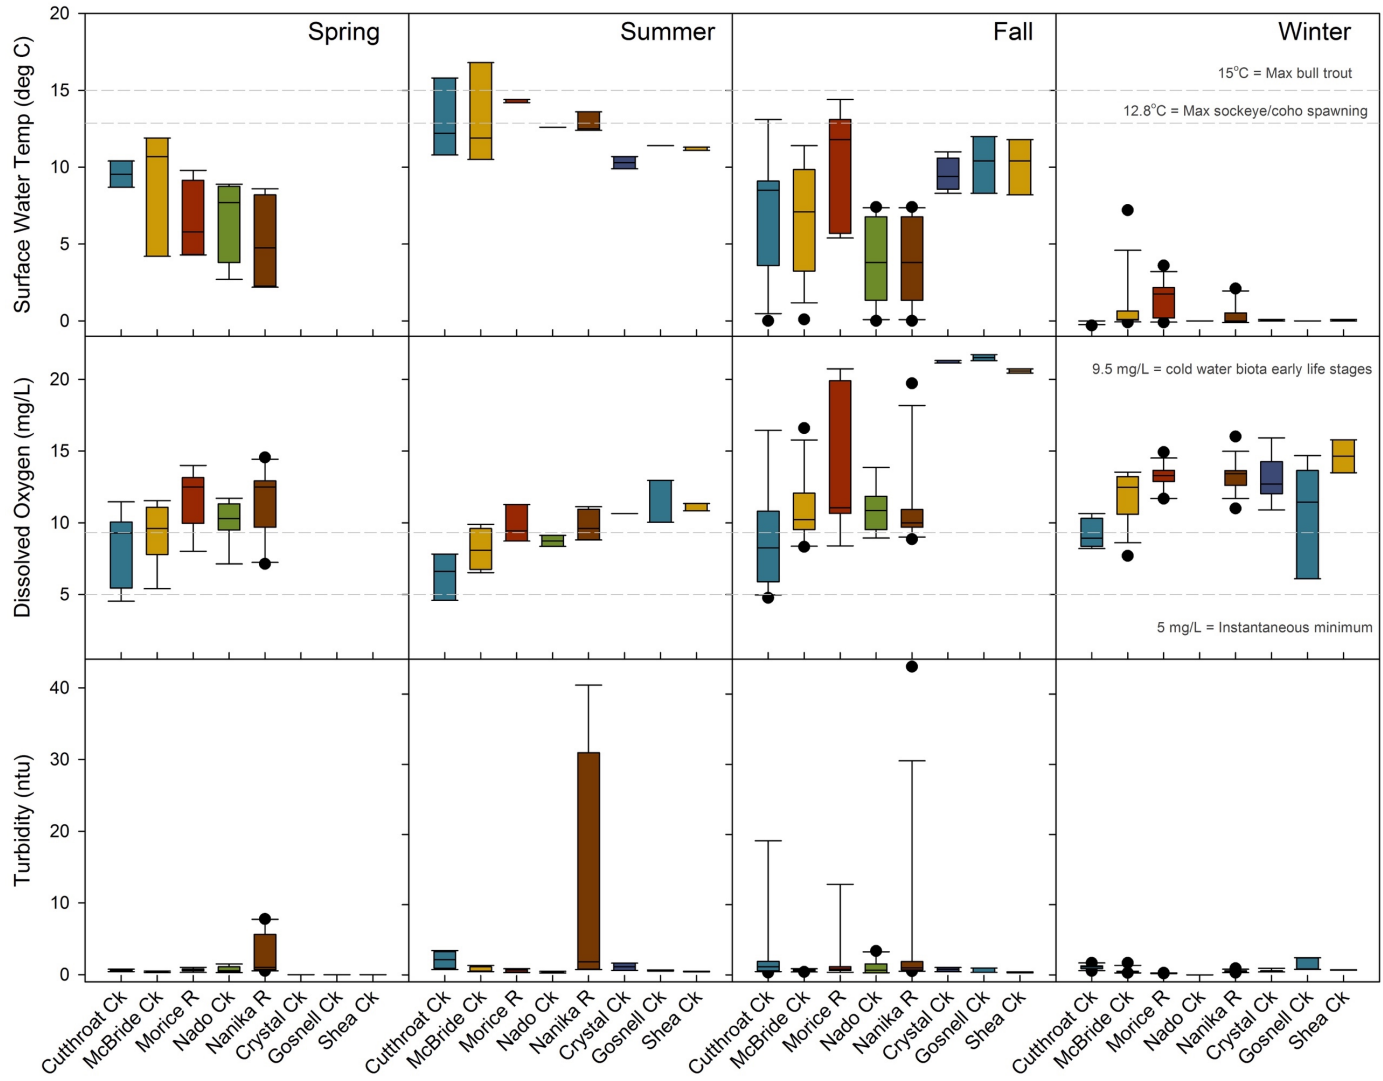 Spring
Summer
Fall
Winter
Surface Water Temp (deg C)
20
15
10
5
0
15°C = Max bull trout
12.8°C = Max sockeye/coho spawning
Dissolved Oxygen (mg/L)
20
15
10
5
9.5 mg/L = cold water biota early life stages
5 mg/L = Instantaneous minimum
Turbidity (ntu)
40
30
20
10
0
Cutthroat Ck
McBride Ck
Morice R
Nado Ck
Nanika R
Crystal Ck
Gosnell Ck
Shea Ck
Cutthroat Ck
McBride Ck
Morice R
Nado Ck
Nanika R
Crystal Ck
Gosnell Ck
Shea Ck
Cutthroat Ck
McBride Ck
Morice R
Nado Ck
Nanika R
Crystal Ck
Gosnell Ck
Shea Ck
Cutthroat Ck
McBride Ck
Morice R
Nado Ck
Nanika R
Crystal Ck
Gosnell Ck
Shea Ck